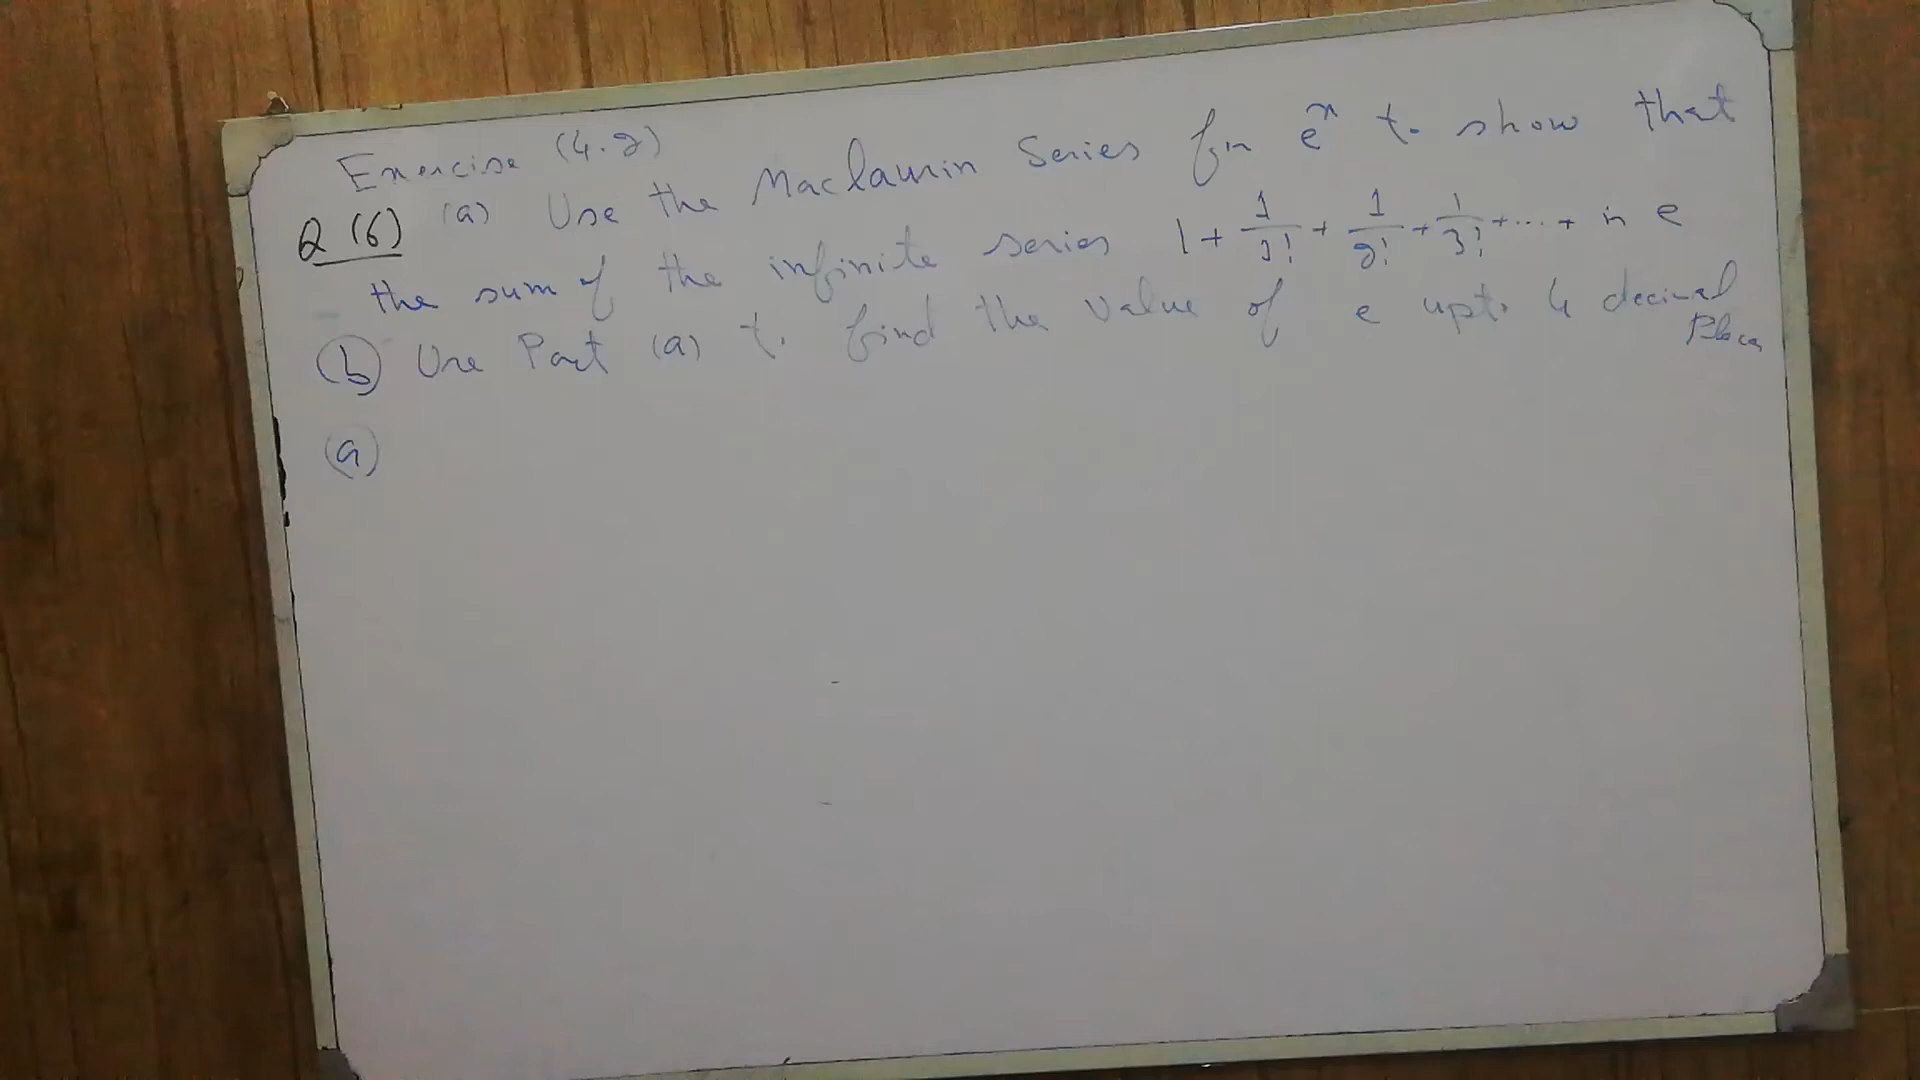 Exercise (4.2)
Q(6) (a) Use the Maclaurin Series for e^x to show that
the sum of the infinite series 1 + 1/1! + 1/2! + 1/3! + ... + is e
(b) Use Part (a) to find the value of e upto 4 decimal
Places
(a)